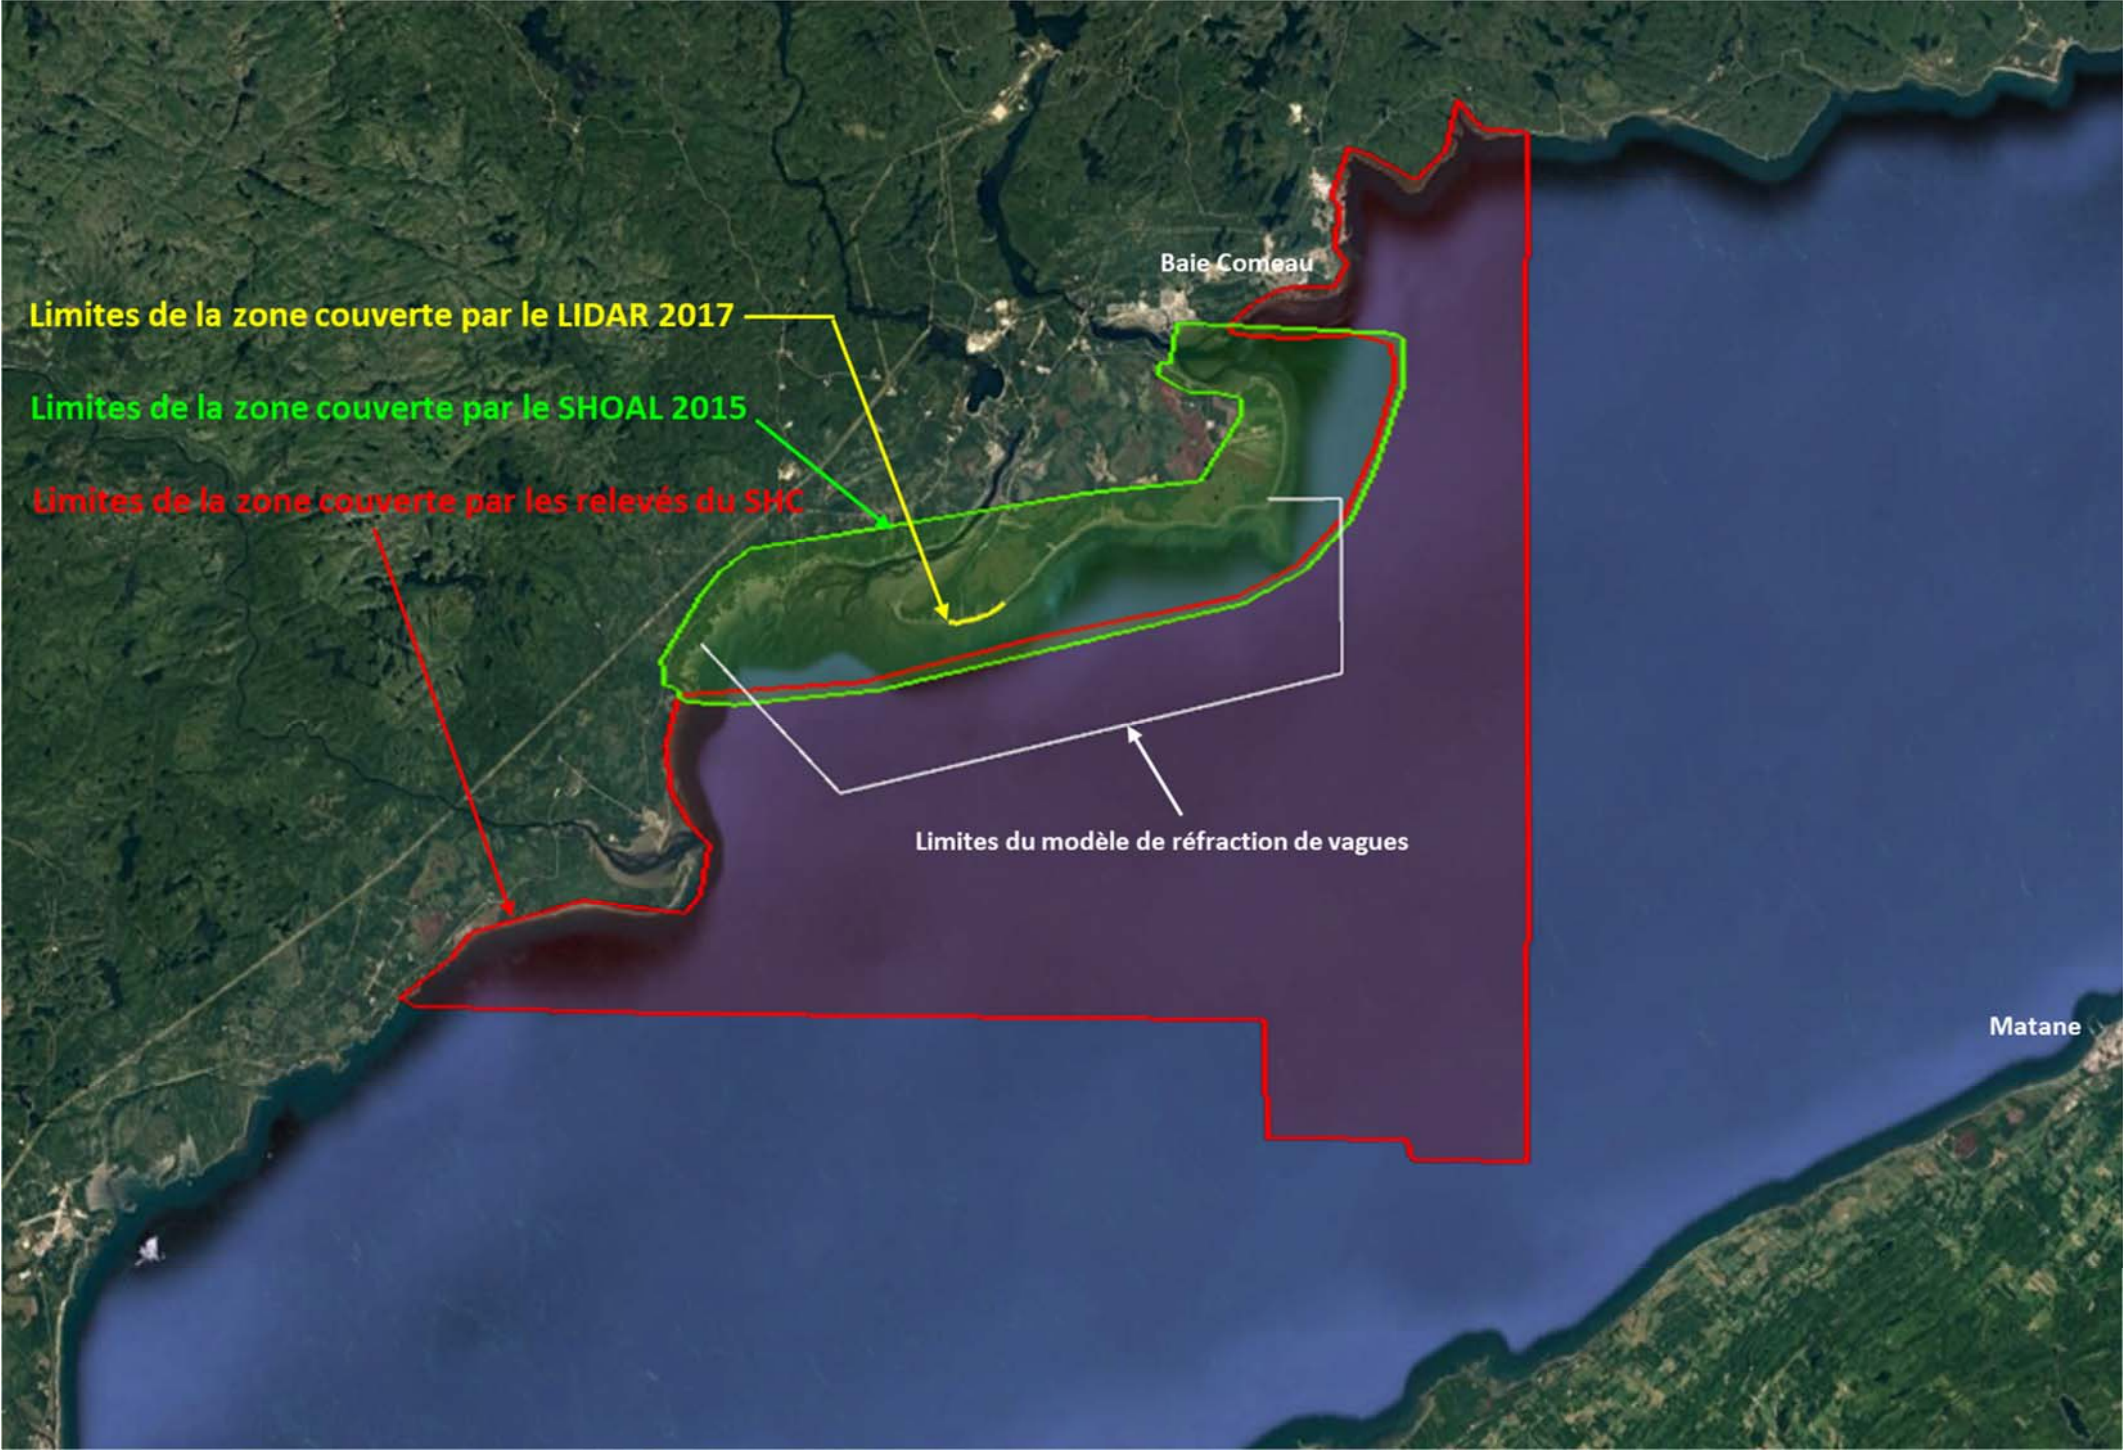 Baie Comeau
Limites de la zone couverte par le LIDAR 2017
Limites de la zone couverte par le SHOAL 2015
Limites de la zone couverte par les relevés du SHC
Limites du modèle de réfraction de vagues
Matane